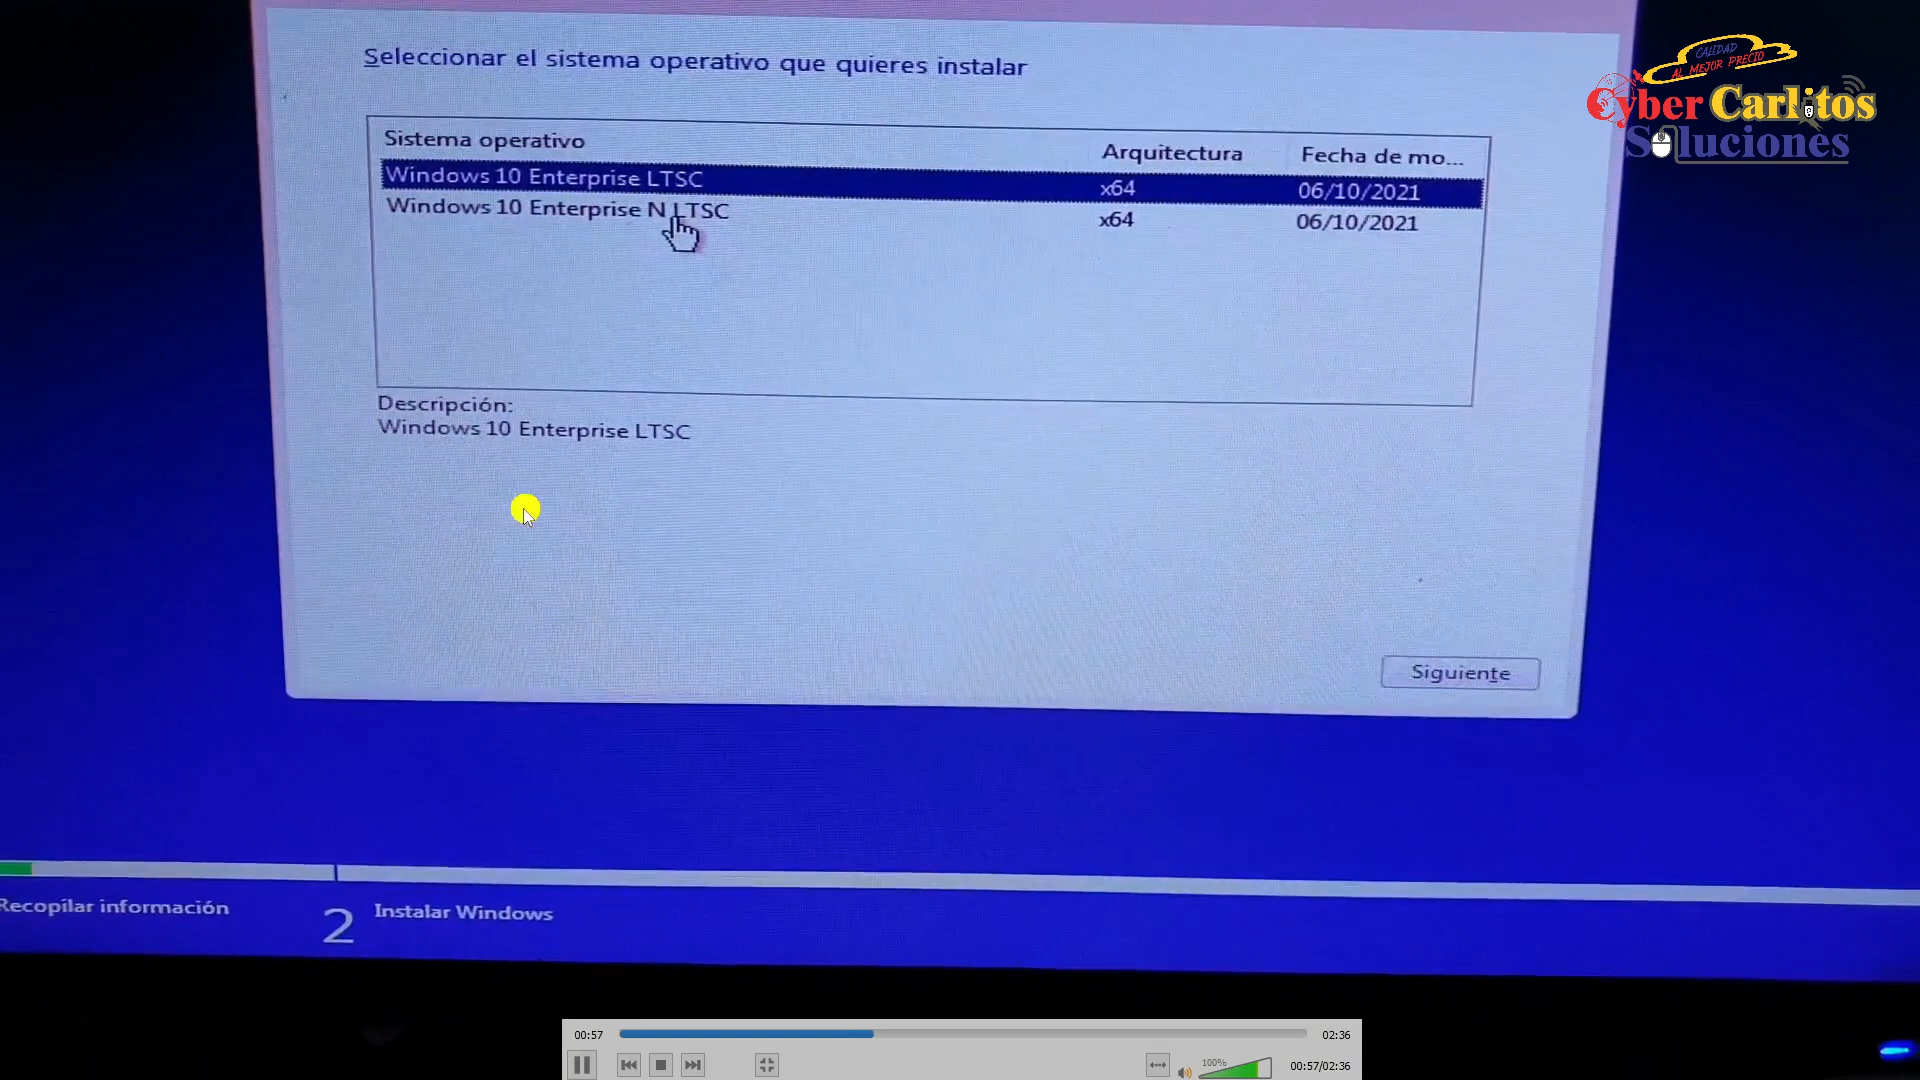 Seleccionar el sistema operativo que quieres instalar
CALIDAD
AL MEJOR PRECIO
Cyber Carlitos
Soluciones
Sistema operativo Arquitectura Fecha de mo...
Windows 10 Enterprise LTSC x64 06/10/2021
Windows 10 Enterprise N LTSC x64 06/10/2021
Descripción:
Windows 10 Enterprise LTSC
Siguiente
Recopilar información
2 Instalar Windows
00:57 02:36
100%
00:57/02:36